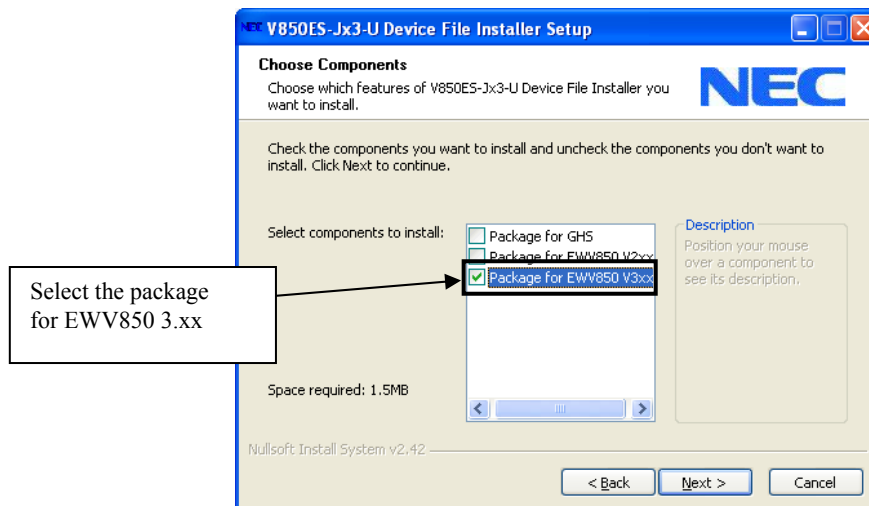 NEC V850ES-Jx3-U Device File Installer Setup
Choose Components
Choose which features of V850ES-Jx3-U Device File Installer you
want to install.
NEC
Check the components you want to install and uncheck the components you don't want to
install. Click Next to continue.
Select components to install:
Package for GHS
Package for EWV850 V2xx
Package for EWV850 V3xx
Description
Position your mouse
over a component to
see its description.
Select the package
for EWV850 3.xx
Space required: 1.5MB
Nullsoft Install System v2.42
< Back
Next >
Cancel